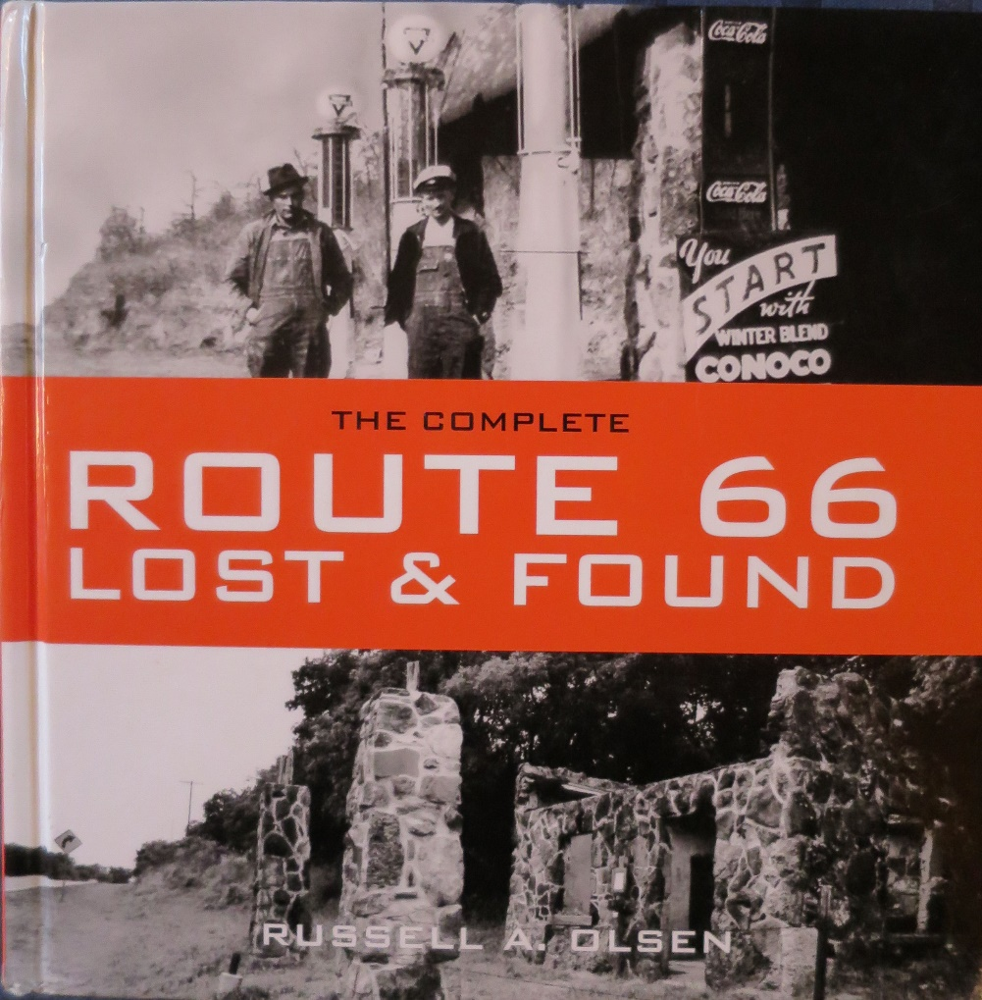 Coca-Cola
Coca-Cola
You
START
with
WINTER BLEND
CONOCO
THE COMPLETE
ROUTE 66
LOST & FOUND
RUSSELL A. OLSEN